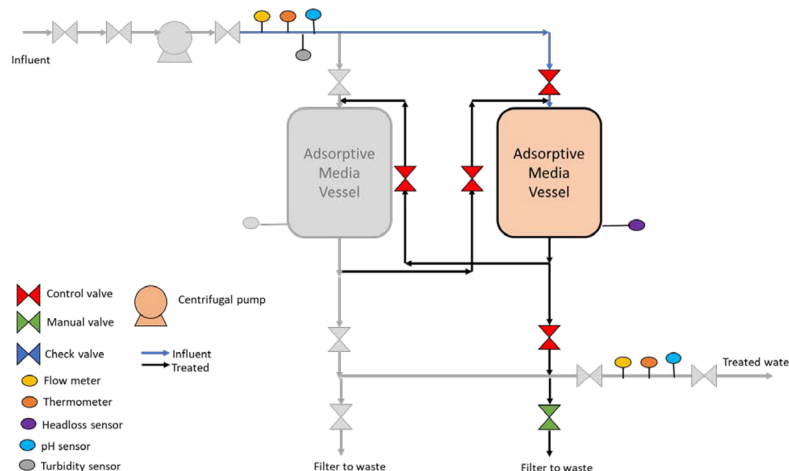 Influent
Adsorptive
Media
Vessel
Adsorptive
Media
Vessel
Control valve
Centrifugal pump
Manual valve
Check valve
Influent
Treated
Treated wate
Flow meter
Thermometer
Headloss sensor
pH sensor
Turbidity sensor
Filter to waste
Filter to waste